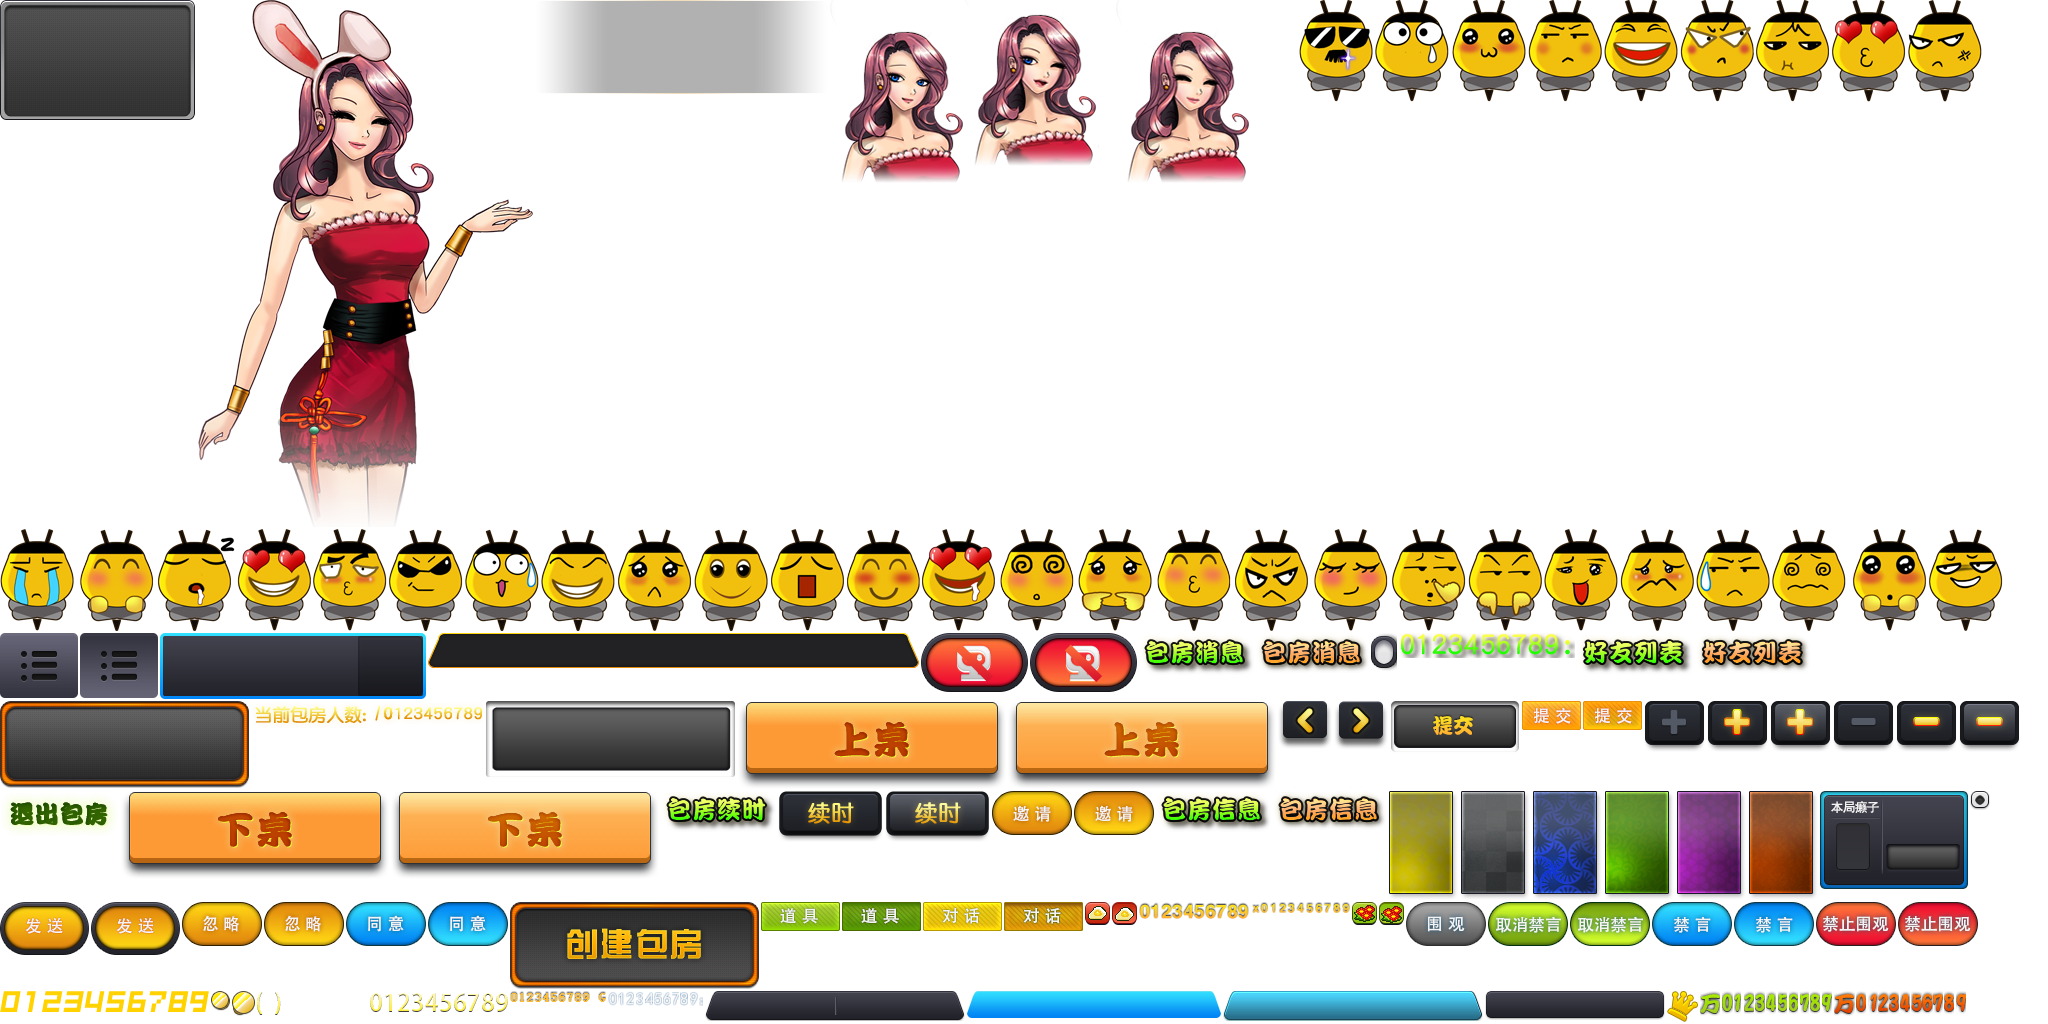 z
包房消息 包房消息 0 0123456789: 好友列表 好友列表
当前包房人数: /0123456789 上桌 上桌 提交 提交 提交
退出包房 下桌 下桌 包房续时 续时 续时 邀请 邀请 包房信息 包房信息 本局癞子
发送 发送 忽略 忽略 同意 同意 创建包房 道具 道具 对话 对话 0123456789 x0123456789 围观 取消禁言 取消禁言 禁言 禁言 禁止围观 禁止围观
0123456789 ( ) 0123456789 0123456789 G 0123456789: 万0123456789 万0123456789